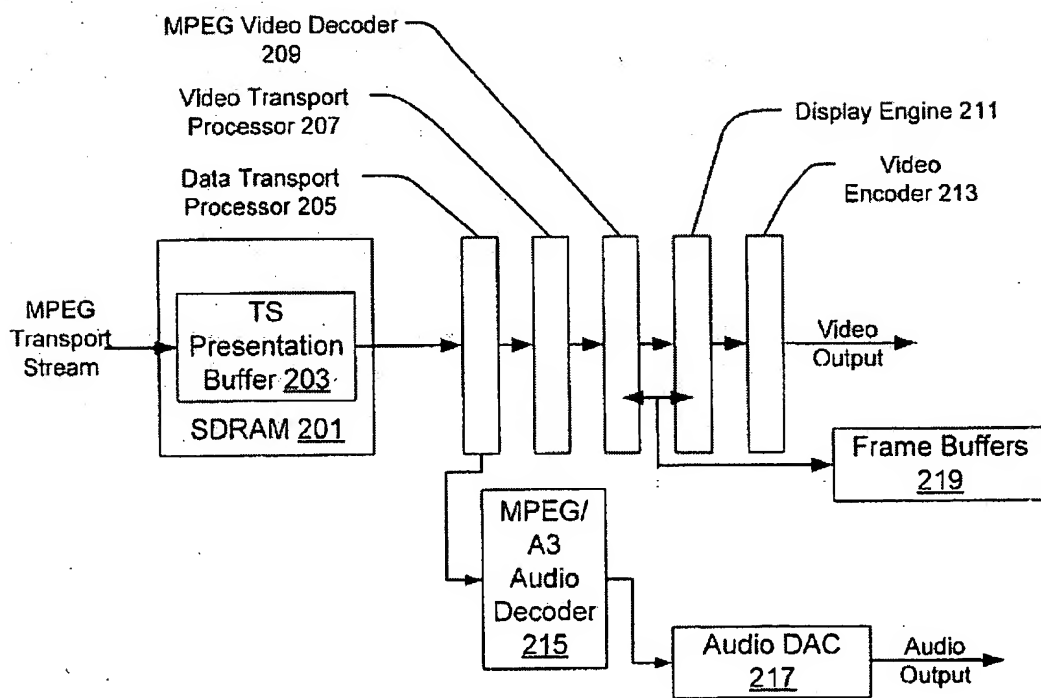 MPEG Video Decoder
209
Video Transport
Processor 207
Data Transport
Processor 205
Display Engine 211
Video
Encoder 213
MPEG
Transport
Stream
TS
Presentation
Buffer 203
SDRAM 201
Video
Output
Frame Buffers
219
MPEG/
A3
Audio
Decoder
215
Audio DAC
217
Audio
Output